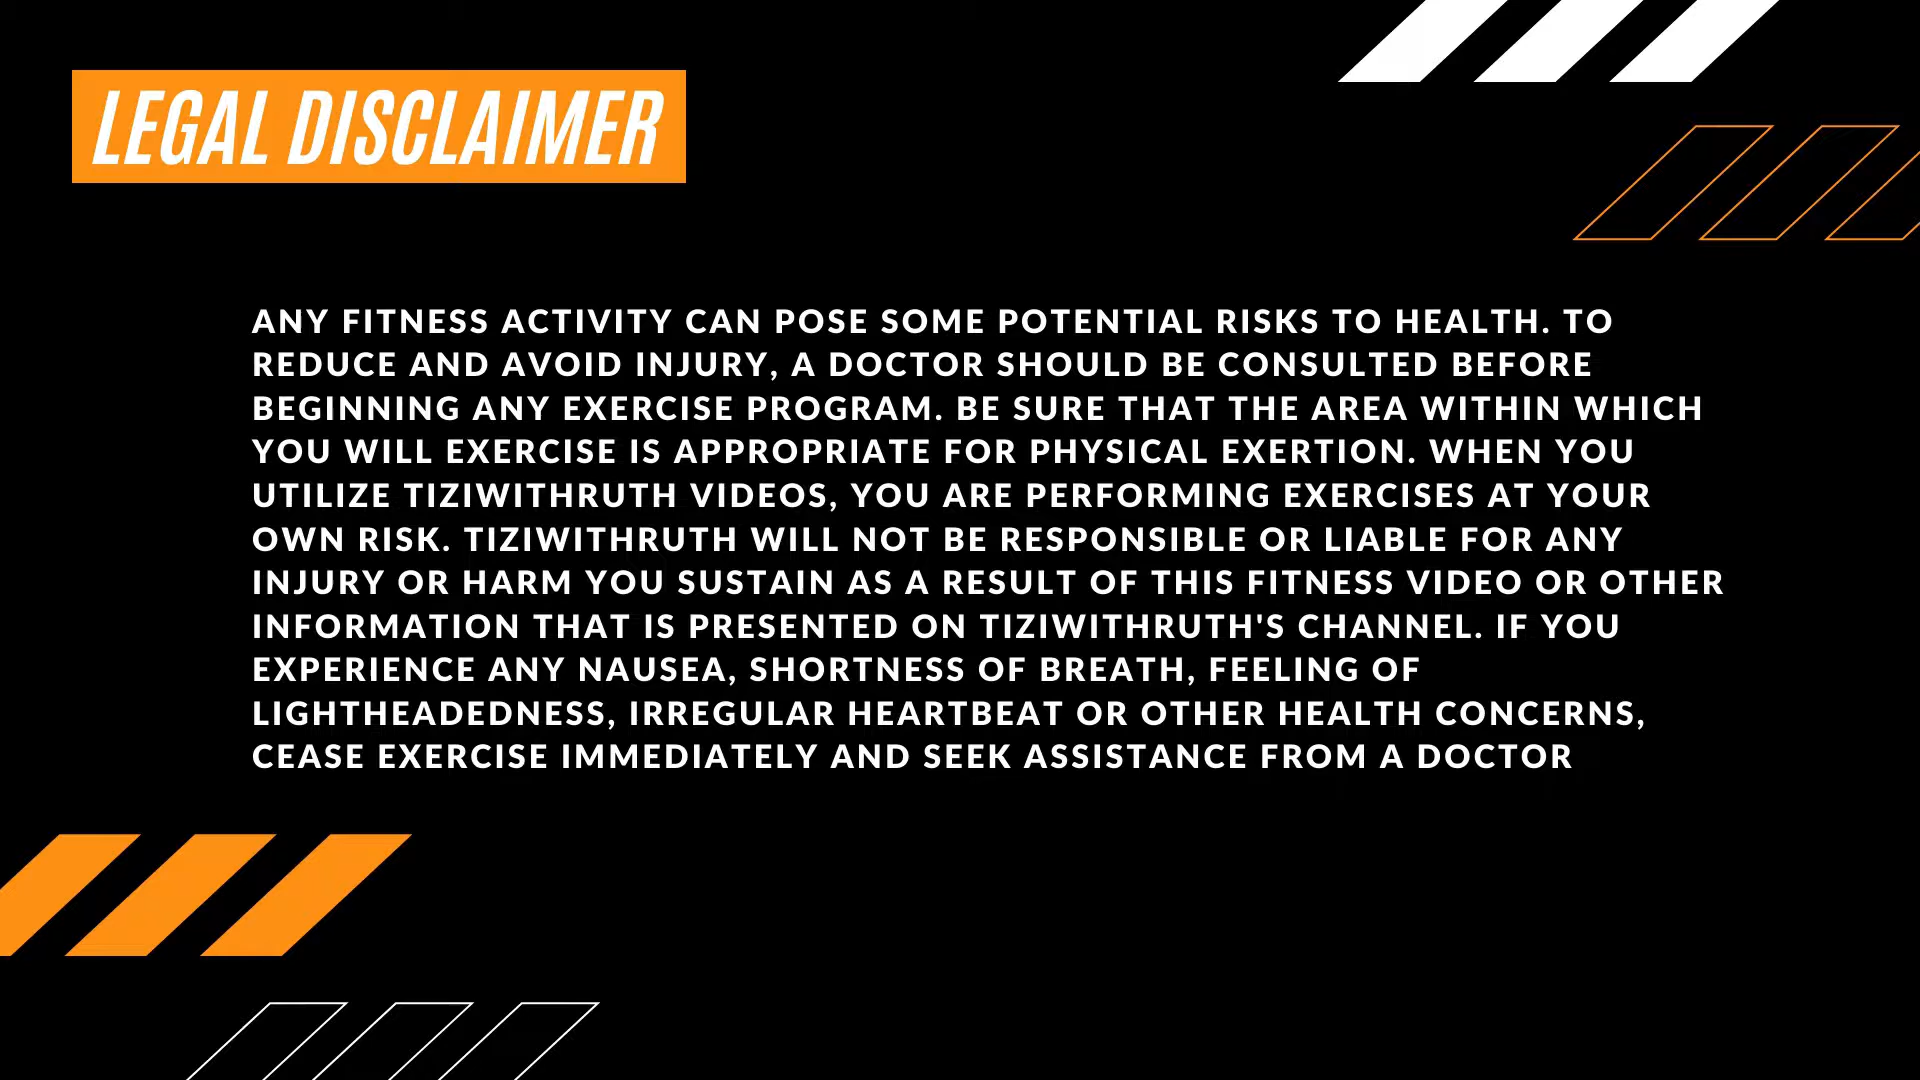 LEGAL DISCLAIMER
ANY FITNESS ACTIVITY CAN POSE SOME POTENTIAL RISKS TO HEALTH. TO
REDUCE AND AVOID INJURY, A DOCTOR SHOULD BE CONSULTED BEFORE
BEGINNING ANY EXERCISE PROGRAM. BE SURE THAT THE AREA WITHIN WHICH
YOU WILL EXERCISE IS APPROPRIATE FOR PHYSICAL EXERTION. WHEN YOU
UTILIZE TIZIWITHRUTH VIDEOS, YOU ARE PERFORMING EXERCISES AT YOUR
OWN RISK. TIZIWITHRUTH WILL NOT BE RESPONSIBLE OR LIABLE FOR ANY
INJURY OR HARM YOU SUSTAIN AS A RESULT OF THIS FITNESS VIDEO OR OTHER
INFORMATION THAT IS PRESENTED ON TIZIWITHRUTH'S CHANNEL. IF YOU
EXPERIENCE ANY NAUSEA, SHORTNESS OF BREATH, FEELING OF
LIGHTHEADEDNESS, IRREGULAR HEARTBEAT OR OTHER HEALTH CONCERNS,
CEASE EXERCISE IMMEDIATELY AND SEEK ASSISTANCE FROM A DOCTOR